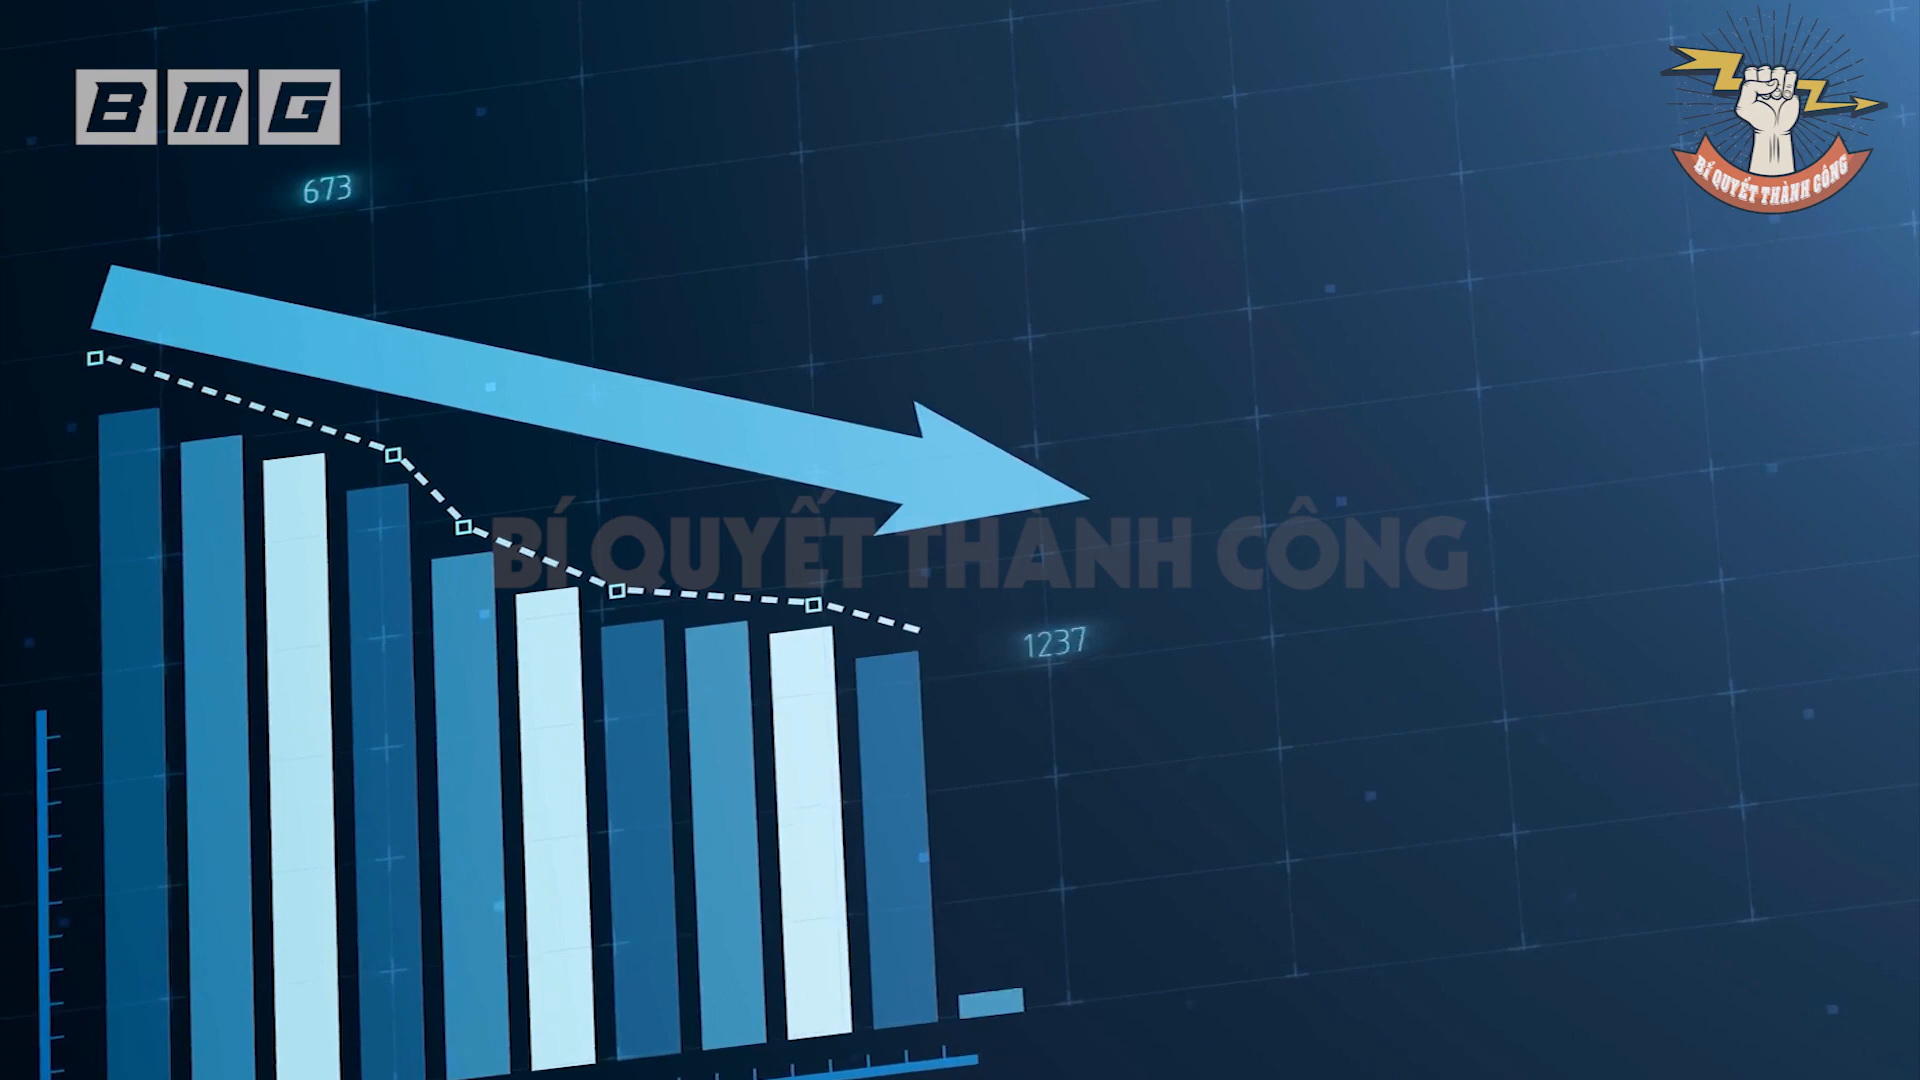 BMG
BÍ QUYẾT THÀNH CÔNG
673
BÍ QUYẾT THÀNH CÔNG
1237